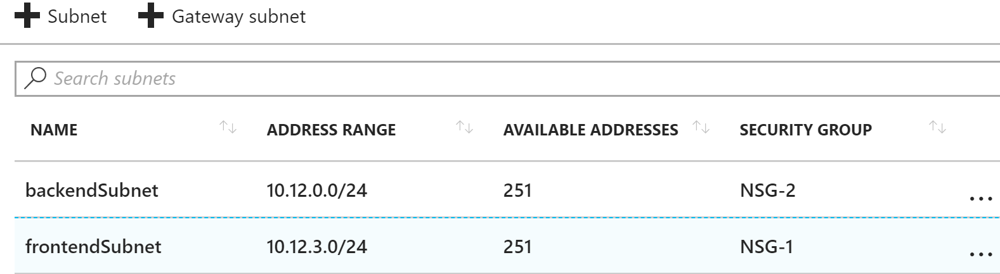 Subnet Gateway subnet
Search subnets
NAME ADDRESS RANGE AVAILABLE ADDRESSES SECURITY GROUP
backendSubnet 10.12.0.0/24 251 NSG-2 ...
frontendSubnet 10.12.3.0/24 251 NSG-1 ...